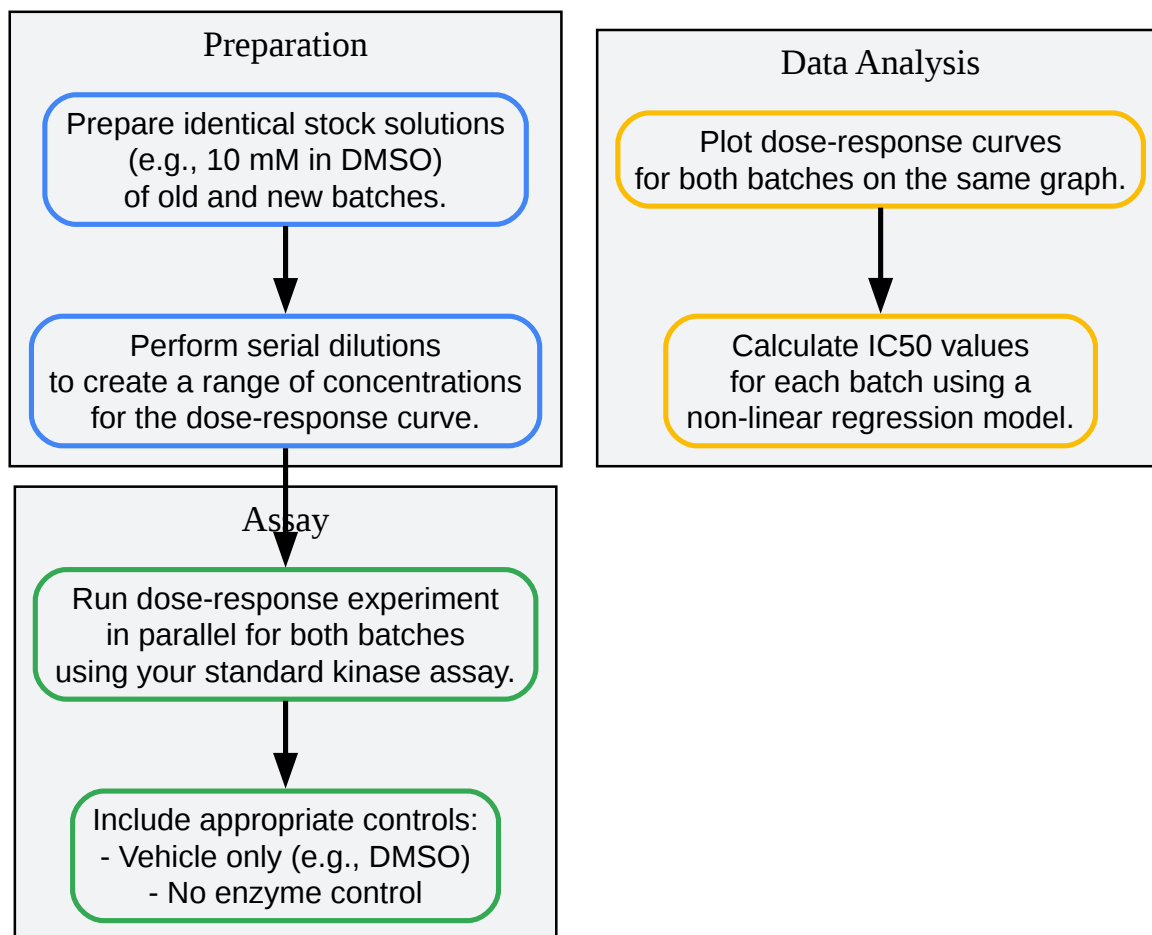 Preparation
Prepare identical stock solutions
(e.g., 10 mM in DMSO)
of old and new batches.
Perform serial dilutions
to create a range of concentrations
for the dose-response curve.
Assay
Run dose-response experiment
in parallel for both batches
using your standard kinase assay.
Include appropriate controls:
- Vehicle only (e.g., DMSO)
- No enzyme control
Data Analysis
Plot dose-response curves
for both batches on the same graph.
Calculate IC50 values
for each batch using a
non-linear regression model.